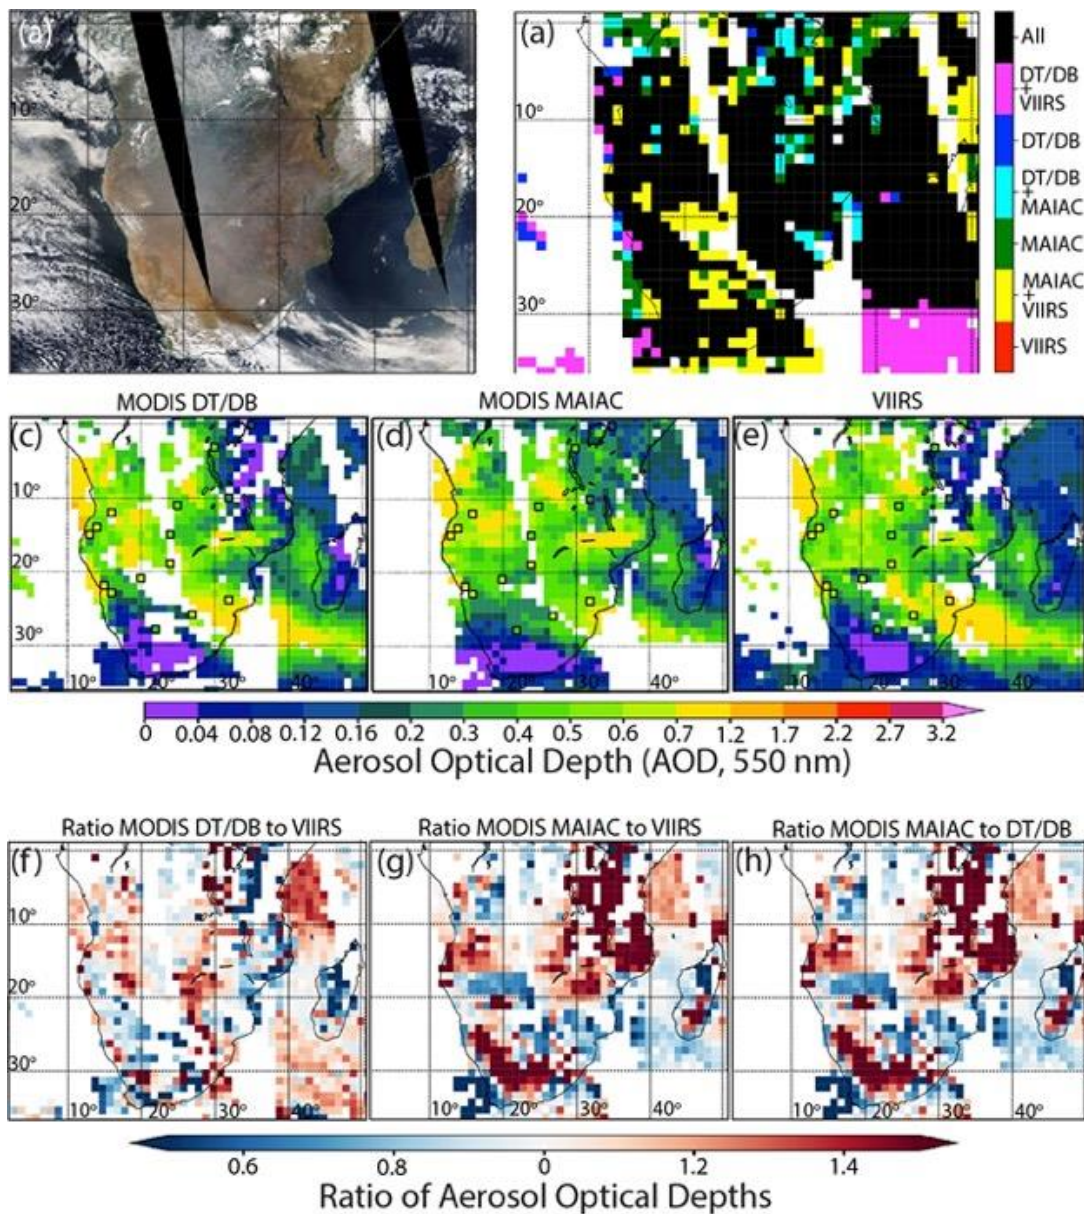 (a)
10°
20°
30°
(a)
10°
20°
30°
All
DT/DB
+
VIIRS
DT/DB
DT/DB
+
MAIAC
MAIAC
MAIAC
+
VIIRS
VIIRS
MODIS DT/DB
MODIS MAIAC
VIIRS
(c)
(d)
(e)
10°
20°
30°
10° 20° 30° 40°
10° 20° 30° 40°
10° 20° 30° 40°
0 0.04 0.08 0.12 0.16 0.2 0.3 0.4 0.5 0.6 0.7 1.2 1.7 2.2 2.7 3.2
Aerosol Optical Depth (AOD, 550 nm)
Ratio MODIS DT/DB to VIIRS
Ratio MODIS MAIAC to VIIRS
Ratio MODIS MAIAC to DT/DB
(f)
(g)
(h)
10°
20°
30°
10° 20° 30° 40°
10° 20° 30° 40°
10° 20° 30° 40°
0.6 0.8 0 1.2 1.4
Ratio of Aerosol Optical Depths